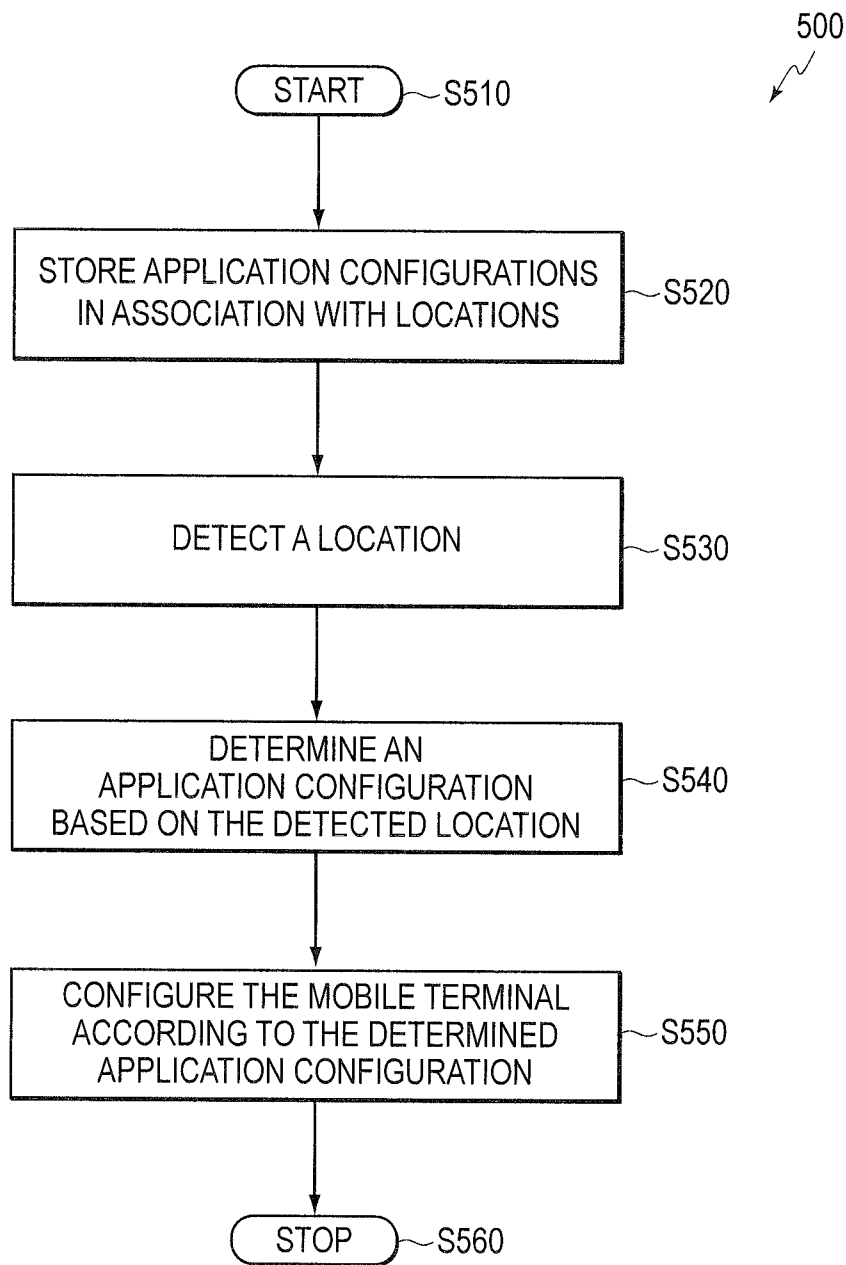 500
START
S510
STORE APPLICATION CONFIGURATIONS
IN ASSOCIATION WITH LOCATIONS
S520
DETECT A LOCATION
S530
DETERMINE AN
APPLICATION CONFIGURATION
BASED ON THE DETECTED LOCATION
S540
CONFIGURE THE MOBILE TERMINAL
ACCORDING TO THE DETERMINED
APPLICATION CONFIGURATION
S550
STOP
S560